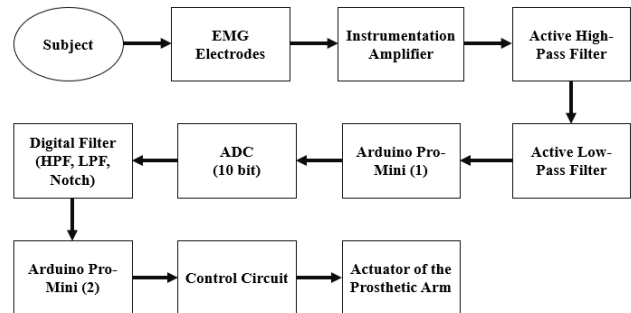 Subject
EMG
Electrodes
Instrumentation
Amplifier
Active High-
Pass Filter
Digital Filter
(HPF, LPF,
Notch)
ADC
(10 bit)
Arduino Pro-
Mini (1)
Active Low-
Pass Filter
Arduino Pro-
Mini (2)
Control Circuit
Actuator of the
Prosthetic Arm